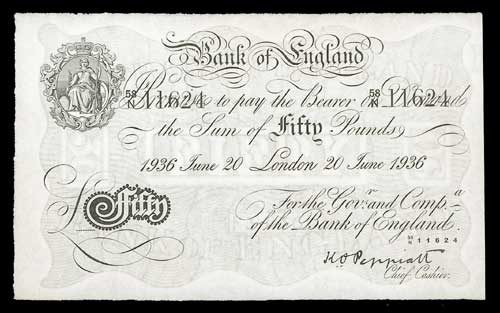 Bank of England
58/N 11624 58/N 11624
Promise to pay the Bearer on Demand
the Sum of Fifty Pounds
1936 June 20 London 20 June 1936
For the Govr. and Compa.
of the Bank of England.
£ Fifty
58/N 11624
K O Peppiatt
Chief Cashier.